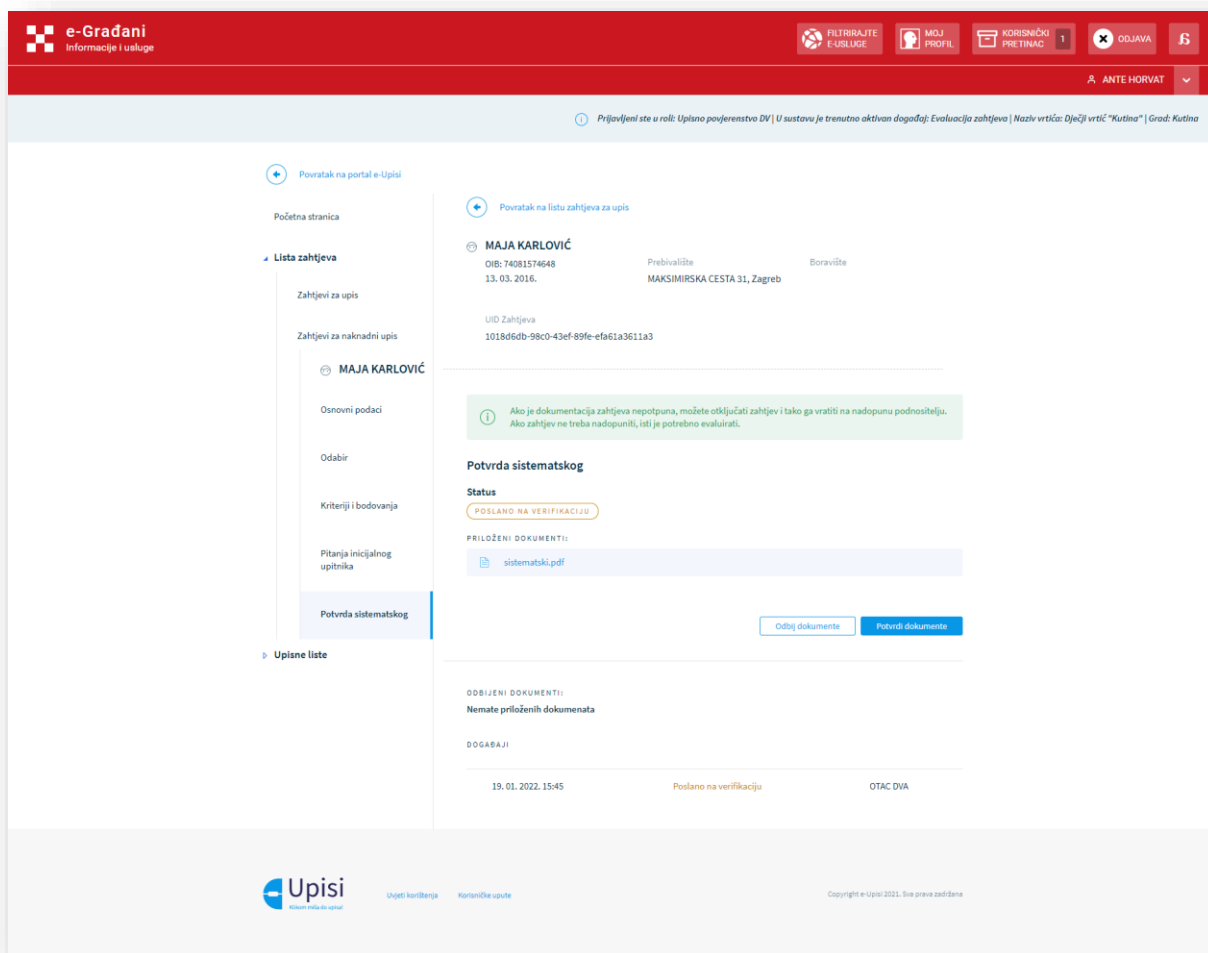 e-Građani
Informacije i usluge
FILTRIRAJTE
E-USLUGE
MOJ
PROFIL
KORISNIČKI
PRETINAC
1
ODJAVA
ANTE HORVAT
Prijavljeni ste u roli: Upisno povjerenstvo DV | U sustavu je trenutno aktivan događaj: Evaluacija zahtjeva | Naziv vrtića: Dječji vrtić "Kutina" | Grad: Kutina
Povratak na portal e-Upisi
Početna stranica
Lista zahtjeva
Zahtjevi za upis
Zahtjevi za naknadni upis
MAJA KARLOVIĆ
Osnovni podaci
Odabir
Kriteriji i bodovanja
Pitanja inicijalnog
upitnika
Potvrda sistematskog
Upisne liste
Povratak na listu zahtjeva za upis
MAJA KARLOVIĆ
OIB: 74081574648
13. 03. 2016.
Prebivalište
MAKSIMIRSKA CESTA 31, Zagreb
Boravište
UID Zahtjeva
1018d6db-98c0-43ef-89fe-efa61a3611a3
Ako je dokumentacija zahtjeva nepotpuna, možete otključati zahtjev i tako ga vratiti na nadopunu podnositelju.
Ako zahtjev ne treba nadopuniti, isti je potrebno evaluirati.
Potvrda sistematskog
Status
POSLANO NA VERIFIKACIJU
PRILOŽENI DOKUMENTI:
sistematski.pdf
Odbij dokumente
Potvrdi dokumente
ODBIJENI DOKUMENTI:
Nemate priloženih dokumenata
DOGAĐAJI
19. 01. 2022. 15:45 Poslano na verifikaciju OTAC DVA
Upisi
Klikom miša do upisa!
Uvjeti korištenja
Korisničke upute
Copyright e-Upisi 2021. Sva prava zadržana